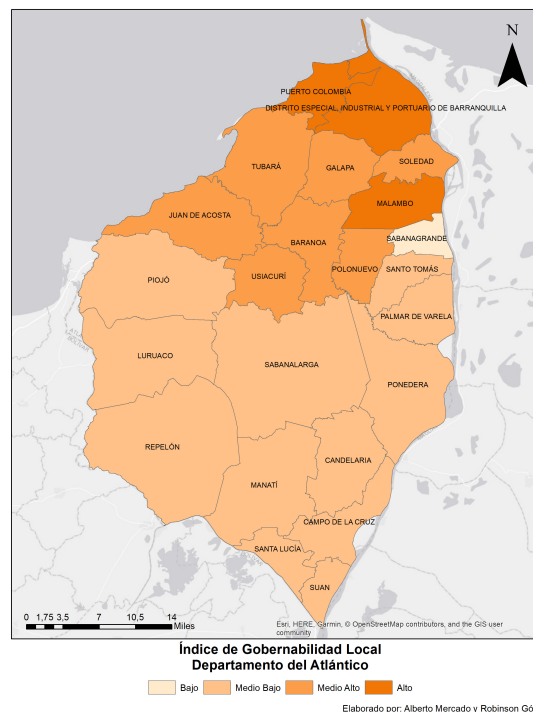 N
PUERTO COLOMBIA
DISTRITO ESPECIAL, INDUSTRIAL Y PORTUARIO DE BARRANQUILLA
TUBARÁ
GALAPA
SOLEDAD
MALAMBO
JUAN DE ACOSTA
BARANOA
SABANAGRANDE
PIOJÓ
USIACURÍ
POLONUEVO
SANTO TOMÁS
PALMAR DE VARELA
LURUACO
SABANALARGA
PONEDERA
REPELÓN
CANDELARIA
MANATÍ
CAMPO DE LA CRUZ
SANTA LUCÍA
SUAN
0 1,75 3,5 7 10,5 14
Miles
Esri, HERE, Garmin, © OpenStreetMap contributors, and the GIS user
community
Índice de Gobernabilidad Local
Departamento del Atlántico
Bajo Medio Bajo Medio Alto Alto
Elaborado por: Alberto Mercado y Robinson Gó